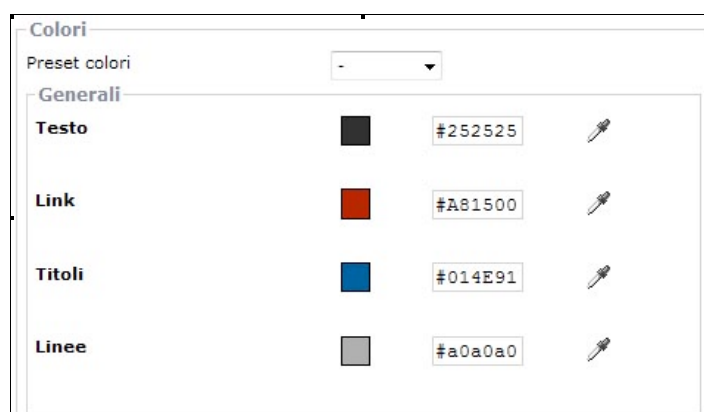 Colori
Preset colori -
Generali
Testo #252525
Link #A81500
Titoli #014E91
Linee #a0a0a0